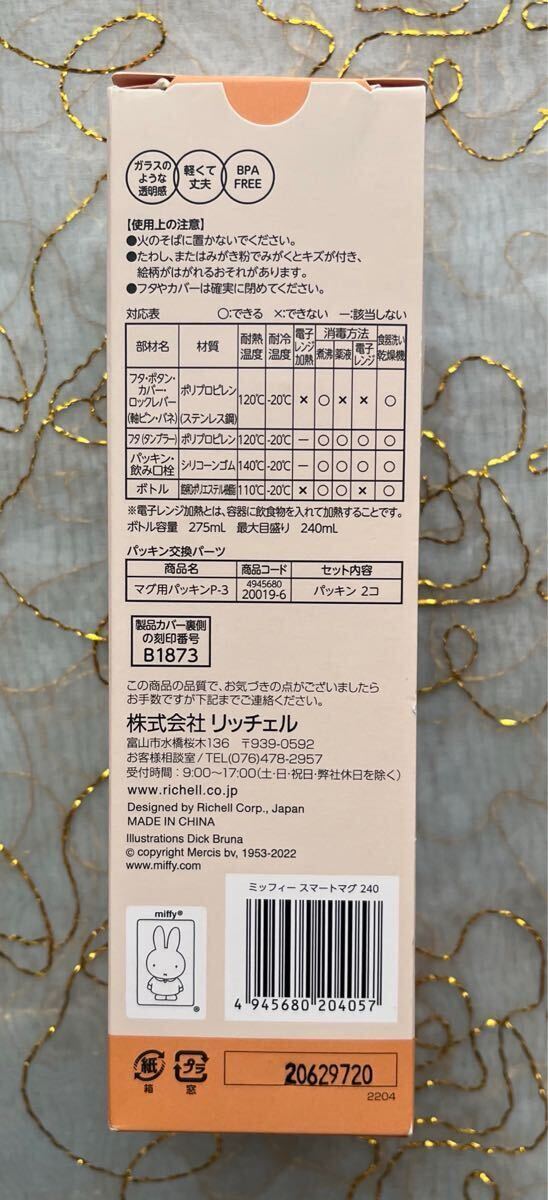 ガラスの
ような
透明感
軽くて
丈夫
BPA
FREE
【使用上の注意】
●火のそばに置かないでください。
●たわし、またはみがき粉でみがくとキズが付き、
絵柄がはがれるおそれがあります。
●フタやカバーは確実に閉めてください。
対応表 ○:できる ×:できない ー:該当しない
部材名 材質 耐熱温度 耐冷温度 電子レンジ加熱 消毒方法 煮沸 薬液 電子レンジ 食器洗い乾燥機
フタ・ボタン・カバー・ロックレバー(軸ピン・バネ) ポリプロピレン(ステンレス鋼) 120℃ -20℃ × ○ × × ○
フタ(タンブラー) ポリプロピレン 120℃ -20℃ ー ○ ○ ○ ○
パッキン・飲み口栓 シリコーンゴム 140℃ -20℃ ー ○ ○ ○ ○
ボトル 飽和ポリエステル樹脂 110℃ -20℃ × ○ ○ × ○
※電子レンジ加熱とは、容器に飲食物を入れて加熱することです。
ボトル容量 275mL 最大目盛り 240mL
パッキン交換パーツ
商品名 商品コード セット内容
マグ用パッキンP-3 4945680 20019-6 パッキン 2コ
製品カバー裏側
の刻印番号
B1873
この商品の品質で、お気づきの点がございましたら
お手数ですが下記までご連絡ください。
株式会社 リッチェル
富山市水橋桜木136 〒939-0592
お客様相談室/TEL(076)478-2957
受付時間：9:00〜17:00(土・日・祝日・弊社休日を除く)
www.richell.co.jp
Designed by Richell Corp., Japan
MADE IN CHINA
Illustrations Dick Bruna
© copyright Mercis bv, 1953-2022
www.miffy.com
miffy®
®
ミッフィー スマートマグ 240
4 945680 204057
紙
箱
プラ
窓
20629720
2204